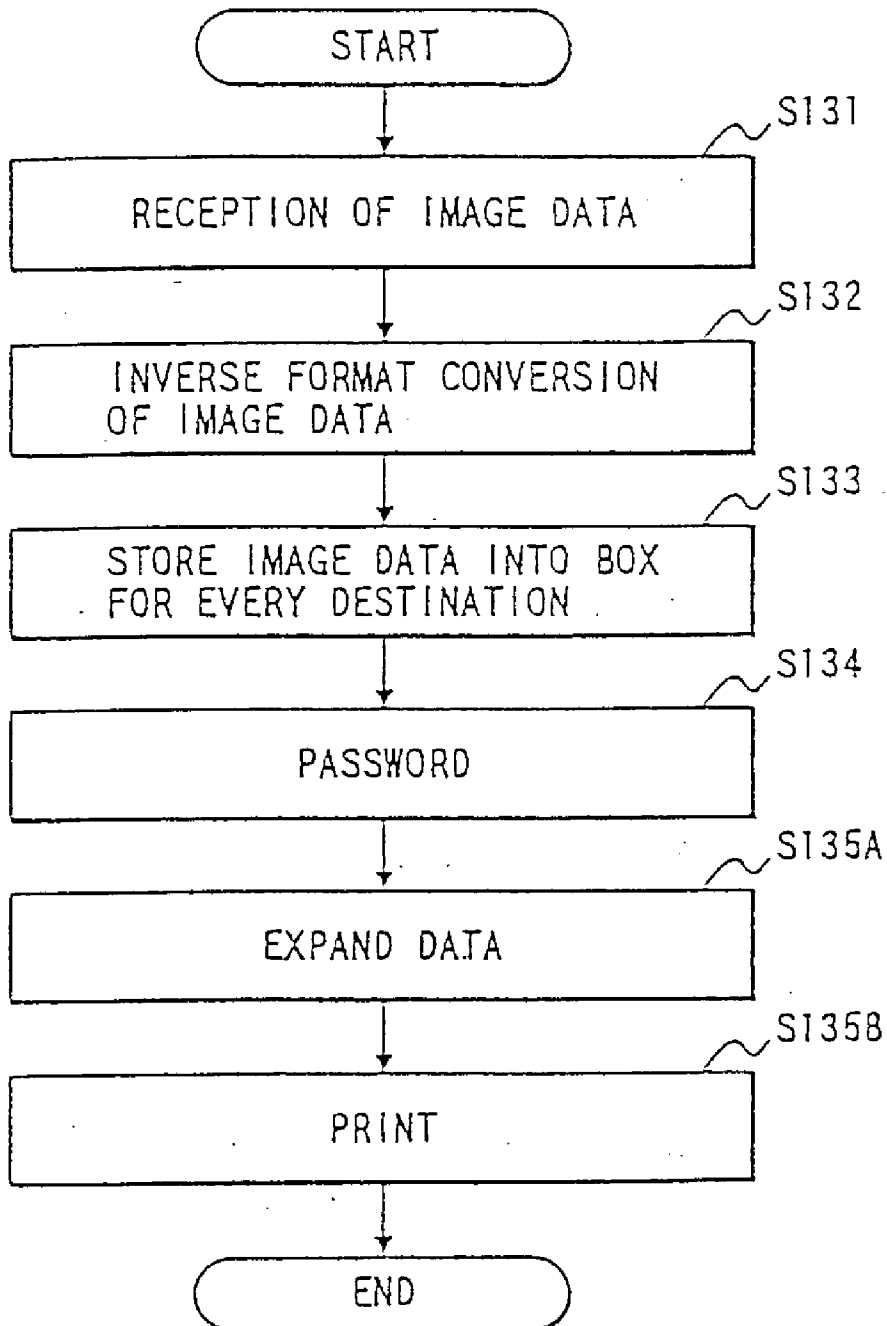 START
S131
RECEPTION OF IMAGE DATA
S132
INVERSE FORMAT CONVERSION
OF IMAGE DATA
S133
STORE IMAGE DATA INTO BOX
FOR EVERY DESTINATION
S134
PASSWORD
S135A
EXPAND DATA
S135B
PRINT
END